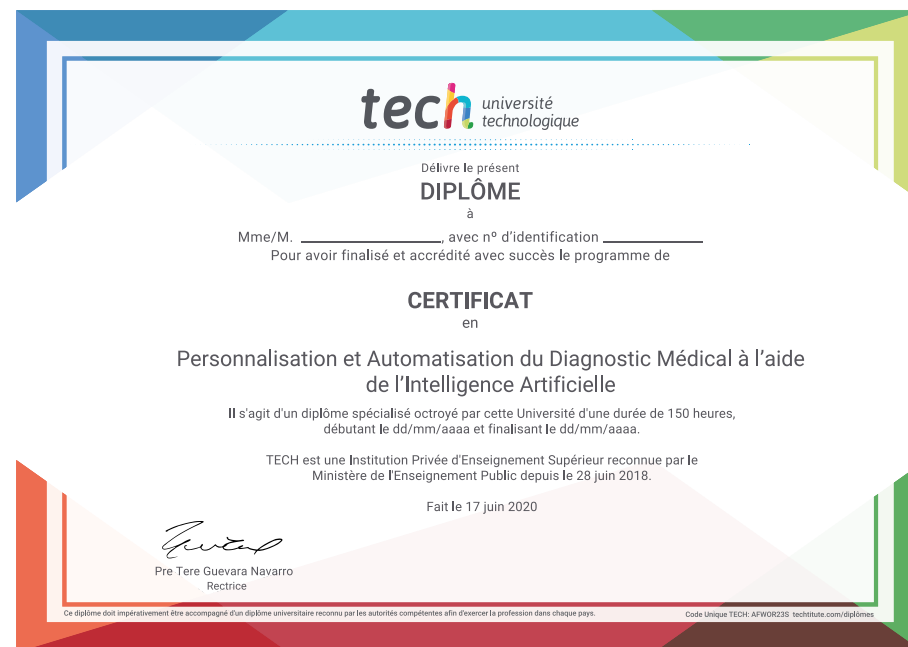 tech université
technologique
Délivre le présent
DIPLÔME
à
Mme/M. ____________________, avec nº d'identification ______________
Pour avoir finalisé et accrédité avec succès le programme de
CERTIFICAT
en
Personnalisation et Automatisation du Diagnostic Médical à l'aide
de l'Intelligence Artificielle
Il s'agit d'un diplôme spécialisé octroyé par cette Université d'une durée de 150 heures,
débutant le dd/mm/aaaa et finalisant le dd/mm/aaaa.
TECH est une Institution Privée d'Enseignement Supérieur reconnue par le
Ministère de l'Enseignement Public depuis le 28 juin 2018.
Fait le 17 juin 2020
Pre Tere Guevara Navarro
Rectrice
Ce diplôme doit impérativement être accompagné d'un diplôme universitaire reconnu par les autorités compétentes afin d'exercer la profession dans chaque pays.
Code Unique TECH: AFWOR23S techtitute.com/diplômes